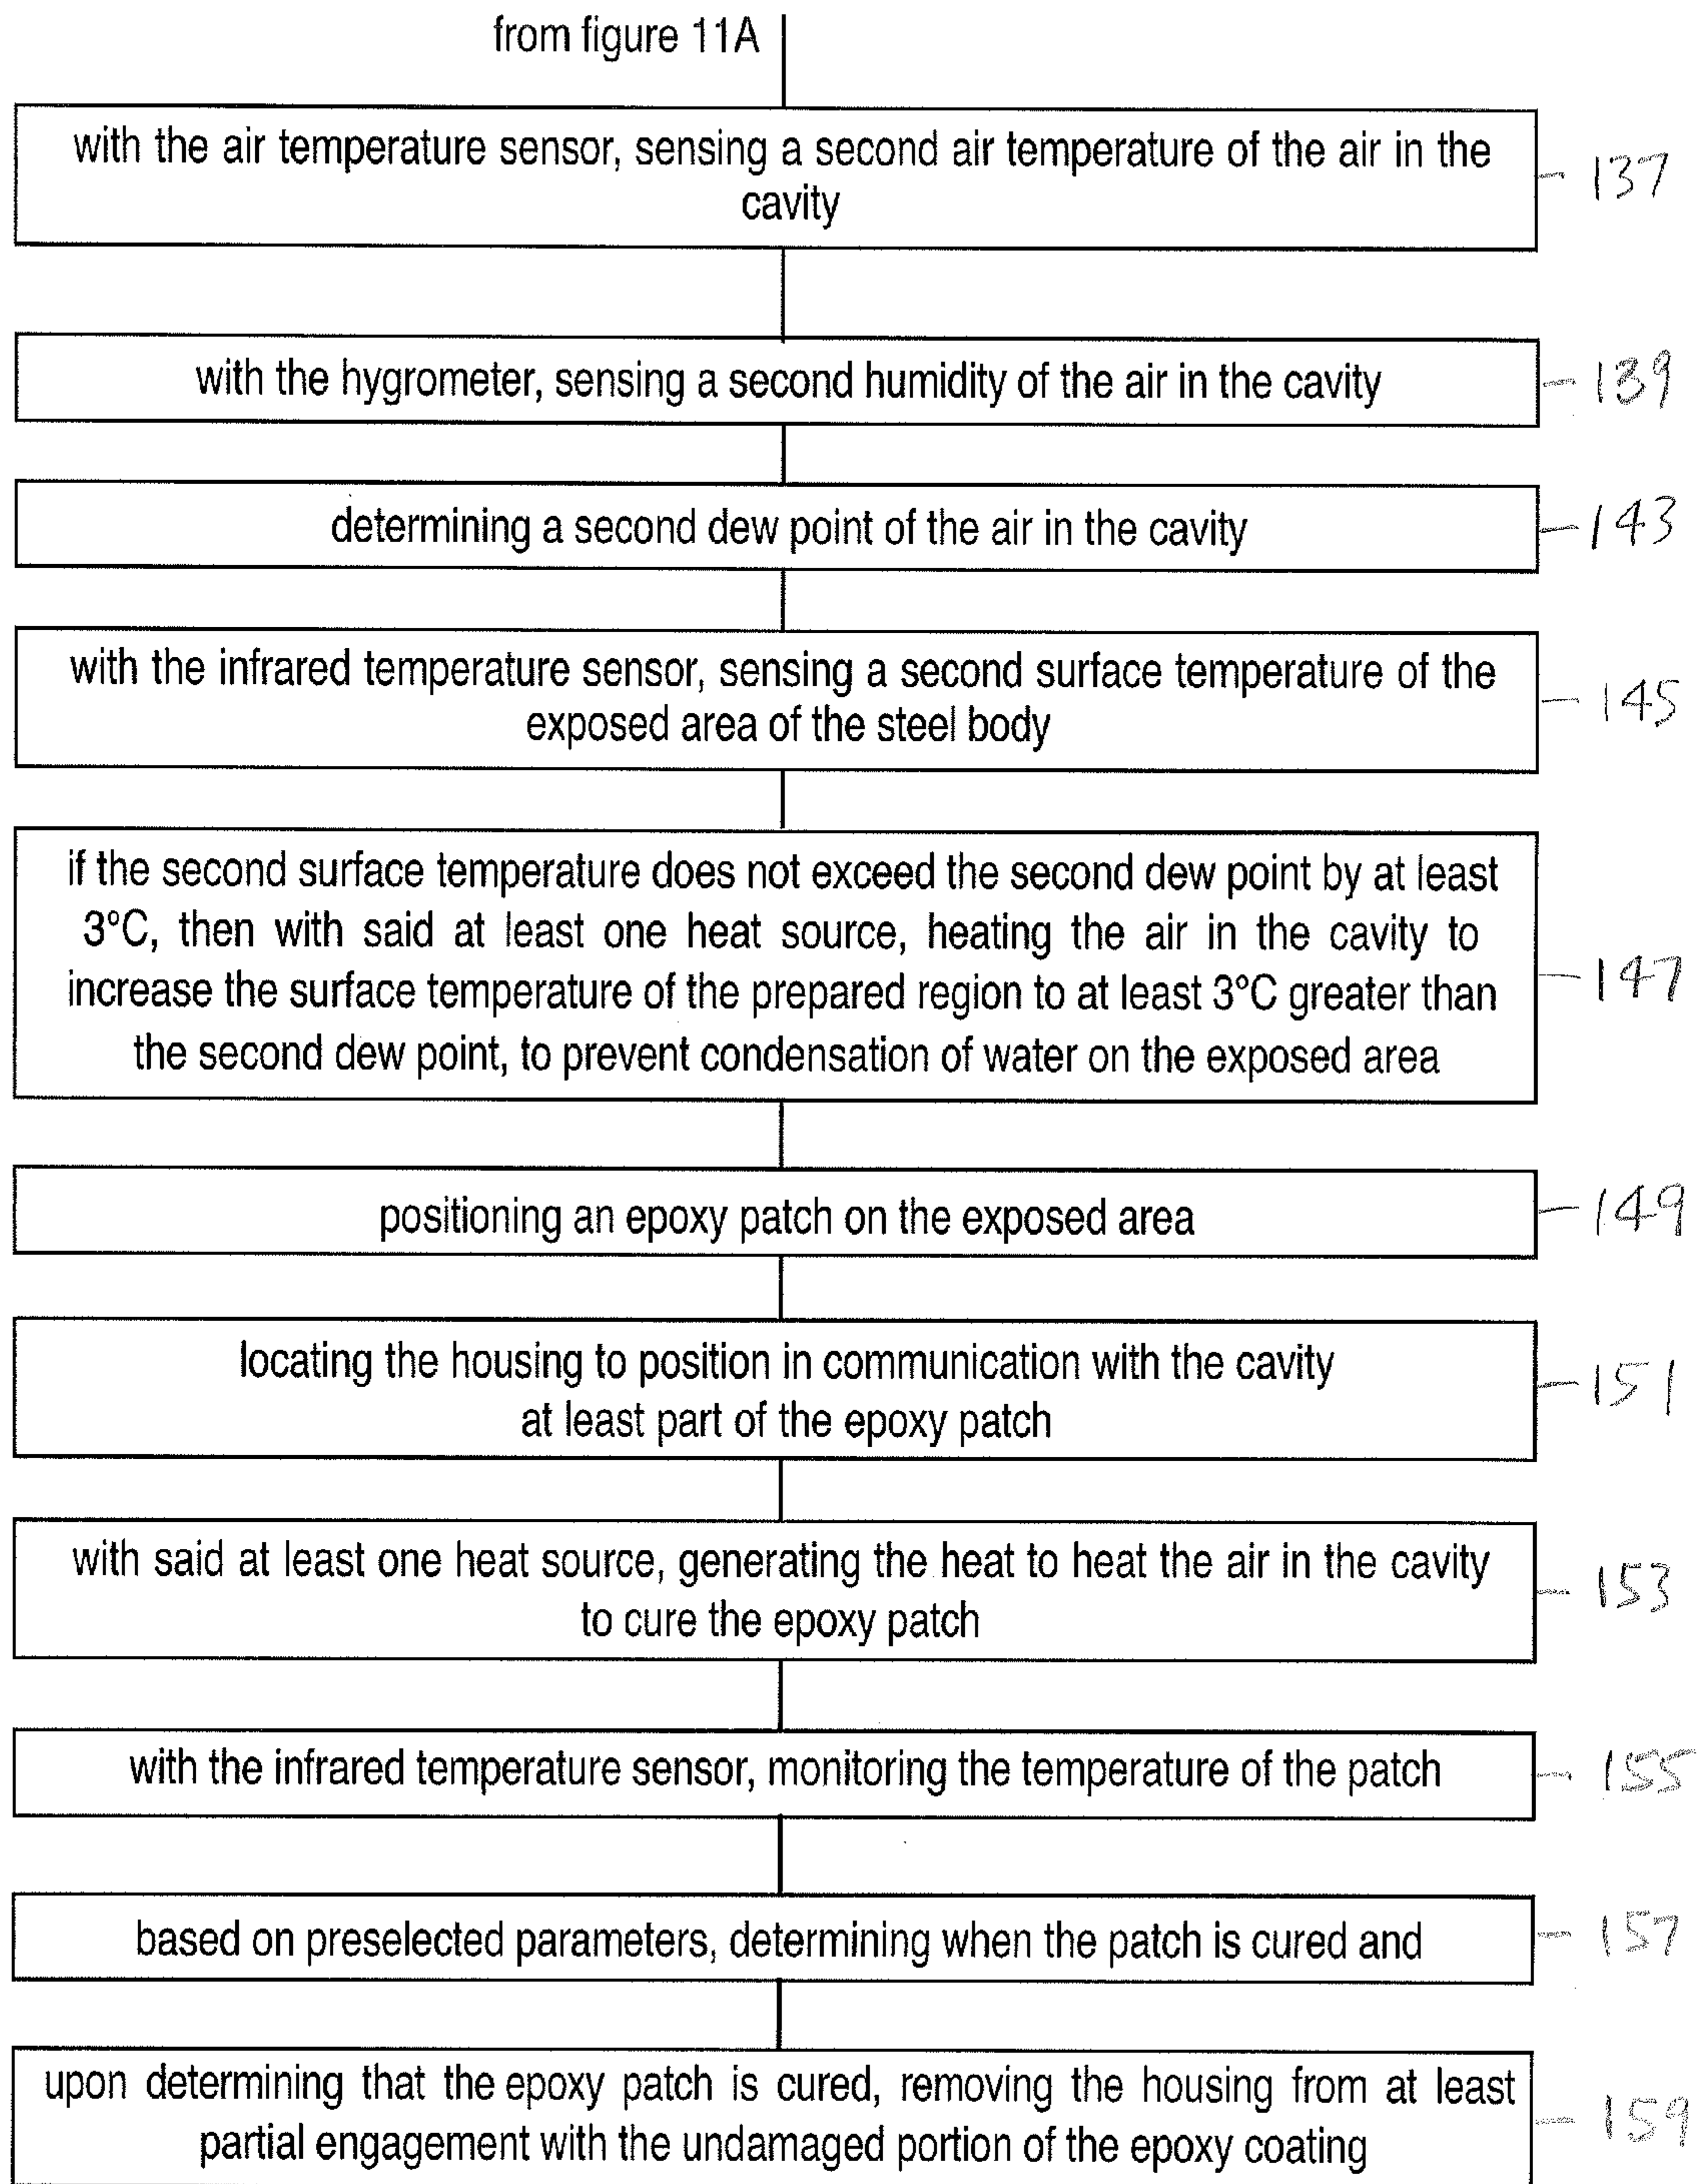 from figure 11A
with the air temperature sensor, sensing a second air temperature of the air in the
cavity
137
with the hygrometer, sensing a second humidity of the air in the cavity
139
determining a second dew point of the air in the cavity
143
with the infrared temperature sensor, sensing a second surface temperature of the
exposed area of the steel body
145
if the second surface temperature does not exceed the second dew point by at least
3°C, then with said at least one heat source, heating the air in the cavity to
increase the surface temperature of the prepared region to at least 3°C greater than
the second dew point, to prevent condensation of water on the exposed area
147
positioning an epoxy patch on the exposed area
149
locating the housing to position in communication with the cavity
at least part of the epoxy patch
151
with said at least one heat source, generating the heat to heat the air in the cavity
to cure the epoxy patch
153
with the infrared temperature sensor, monitoring the temperature of the patch
155
based on preselected parameters, determining when the patch is cured and
157
upon determining that the epoxy patch is cured, removing the housing from at least
partial engagement with the undamaged portion of the epoxy coating
159